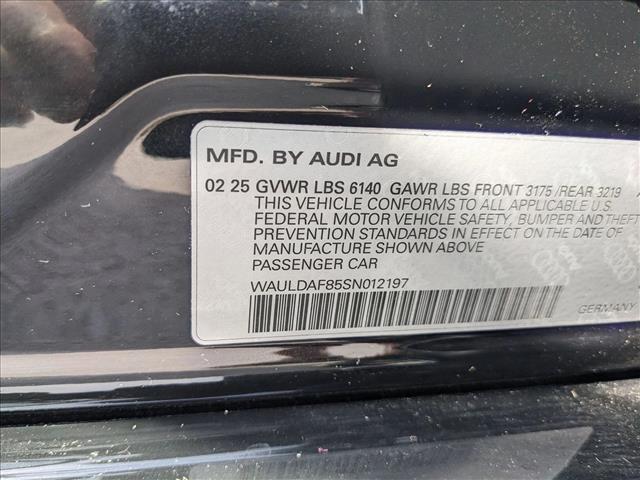 MFD. BY AUDI AG
02 25 GVWR LBS 6140 GAWR LBS FRONT 3175 /REAR 3219
THIS VEHICLE CONFORMS TO ALL APPLICABLE U.S.
FEDERAL MOTOR VEHICLE SAFETY, BUMPER AND THEFT
PREVENTION STANDARDS IN EFFECT ON THE DATE OF
MANUFACTURE SHOWN ABOVE
PASSENGER CAR
WAULDAF85SN012197
GERMANY